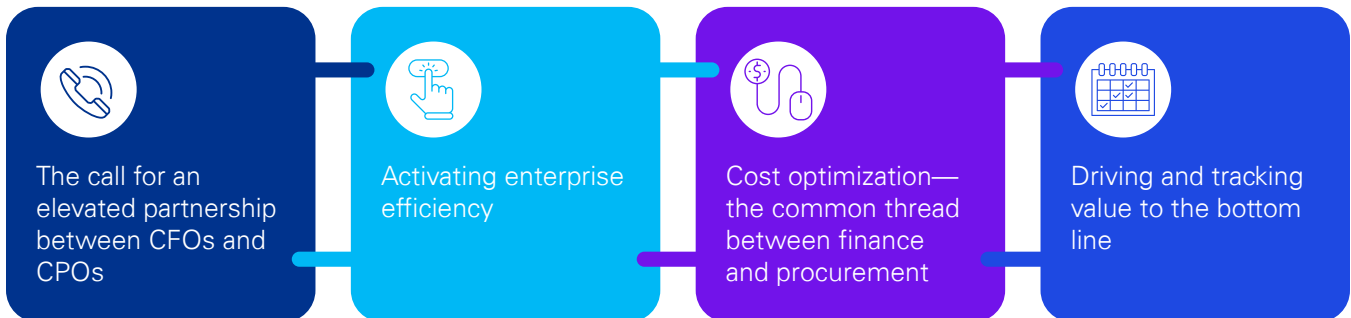 The call for an
elevated partnership
between CFOs and
CPOs
Activating enterprise
efficiency
Cost optimization—
the common thread
between finance
and procurement
Driving and tracking
value to the bottom
line